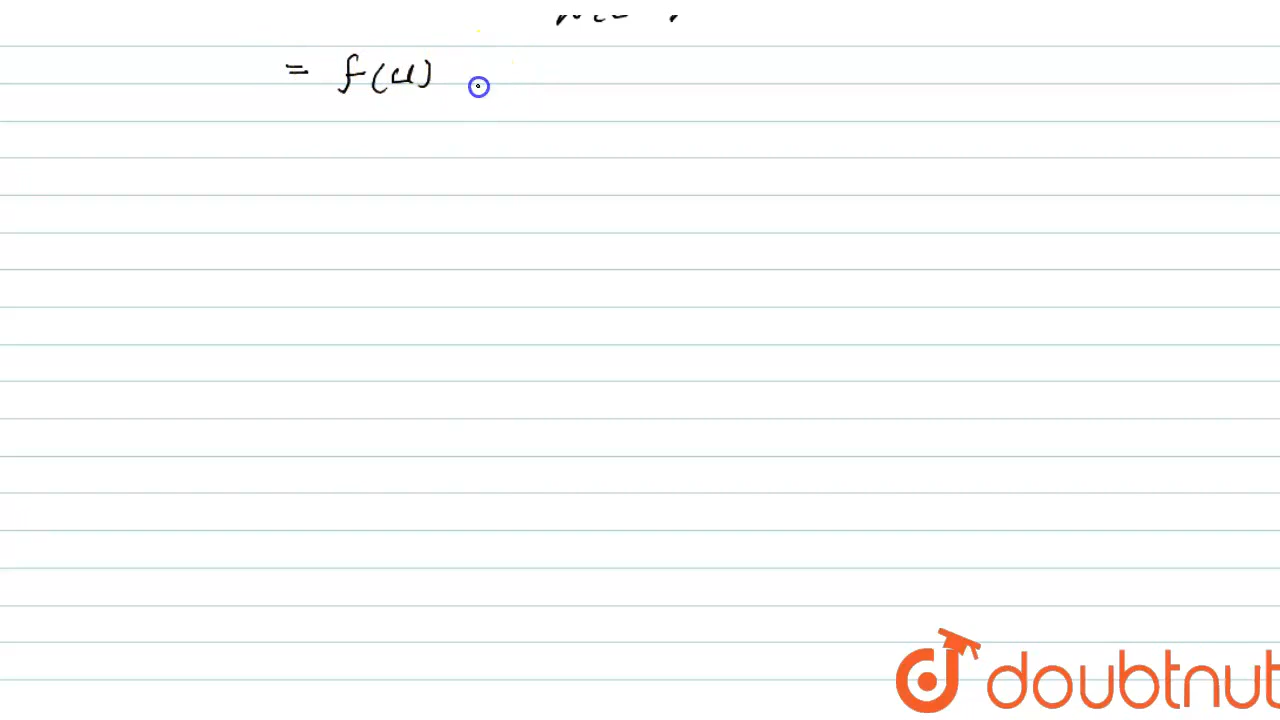 = f(u)
doubtnut